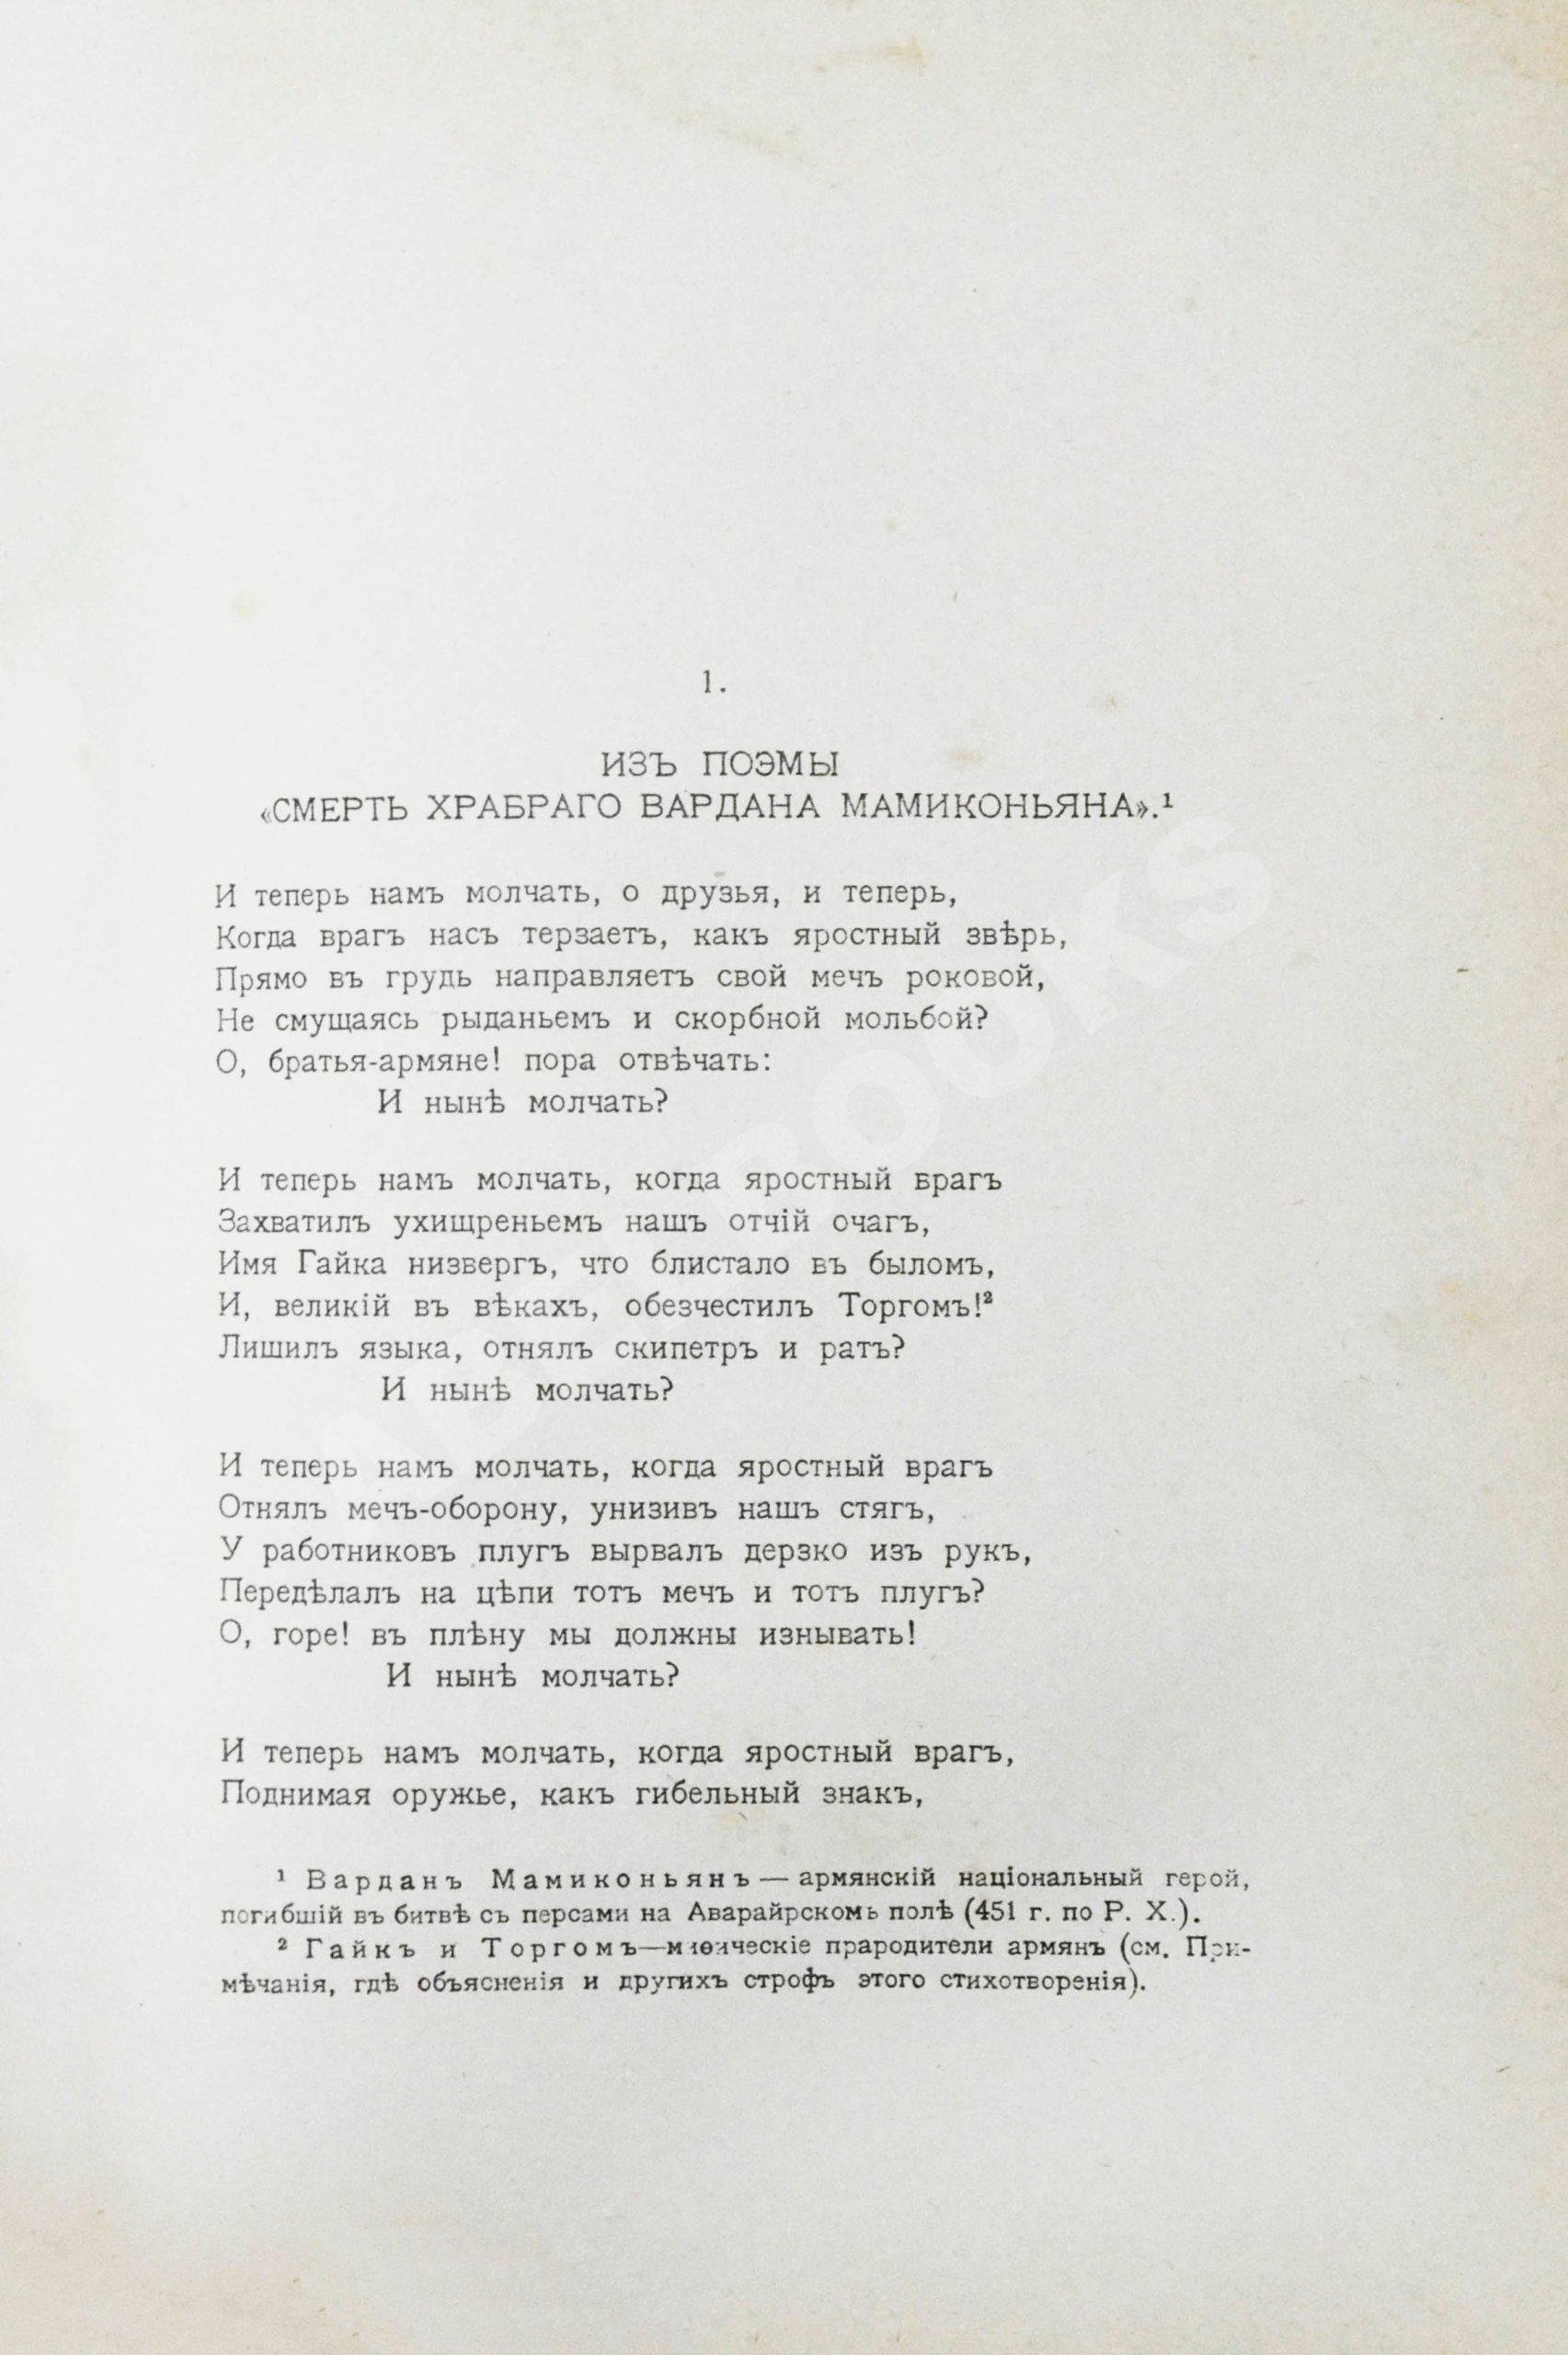 1.
ИЗЪ ПОЭМЫ
«СМЕРТЬ ХРАБРАГО ВАРДАНА МАМИКОНЬЯНА».¹
И теперь намъ молчать, о друзья, и теперь,
Когда врагъ насъ терзаетъ, какъ яростный звѣрь,
Прямо въ грудь направляетъ свой мечъ роковой,
Не смущаясь рыданьемъ и скорбной мольбой?
О, братья-армяне! пора отвѣчать:
И нынѣ молчать?
И теперь намъ молчать, когда яростный врагъ
Захватилъ ухищреньемъ нашъ отчій очагъ,
Имя Гайка низвергъ, что блистало въ быломъ,
И, великій въ вѣкахъ, обезчестилъ Торгомъ!²
Лишилъ языка, отнялъ скипетръ и рать?
И нынѣ молчать?
И теперь намъ молчать, когда яростный врагъ
Отнялъ мечъ-оборону, унизивъ нашъ стягъ,
У работниковъ плугъ вырвалъ дерзко изъ рукъ,
Передѣлалъ на цѣпи тотъ мечъ и тотъ плугъ?
О, горе! въ плѣну мы должны изнывать!
И нынѣ молчать?
И теперь намъ молчать, когда яростный врагъ,
Поднимая оружье, какъ гибельный знакъ,
¹ Варданъ Мамиконьянъ — армянскій національный герой,
погибшій въ битвѣ съ персами на Аварайрскомъ полѣ (451 г. по Р. Х.).
² Гайкъ и Торгомъ—миѳическіе прародители армянъ (см. При-
мѣчанія, гдѣ объясненія и другихъ строфъ этого стихотворенія).